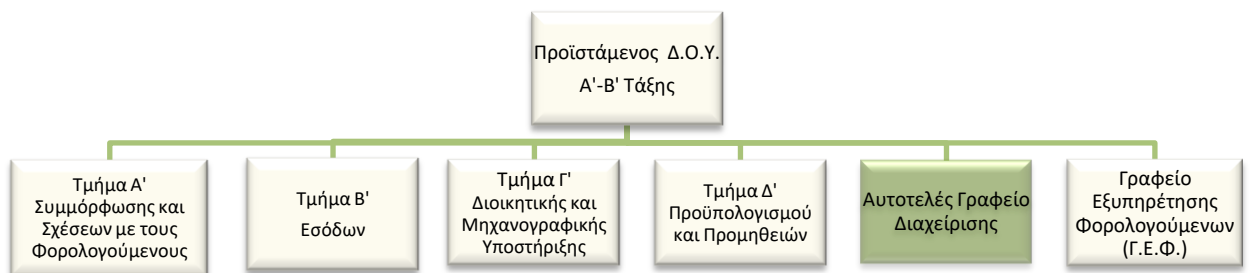 Προϊστάμενος Δ.Ο.Υ.
Α'-Β' Τάξης
Τμήμα Α'
Συμμόρφωσης και
Σχέσεων με τους
Φορολογούμενους
Τμήμα Β'
Εσόδων
Τμήμα Γ'
Διοικητικής και
Μηχανογραφικής
Υποστήριξης
Τμήμα Δ'
Προϋπολογισμού
και Προμηθειών
Αυτοτελές Γραφείο
Διαχείρισης
Γραφείο
Εξυπηρέτησης
Φορολογούμενων
(Γ.Ε.Φ.)